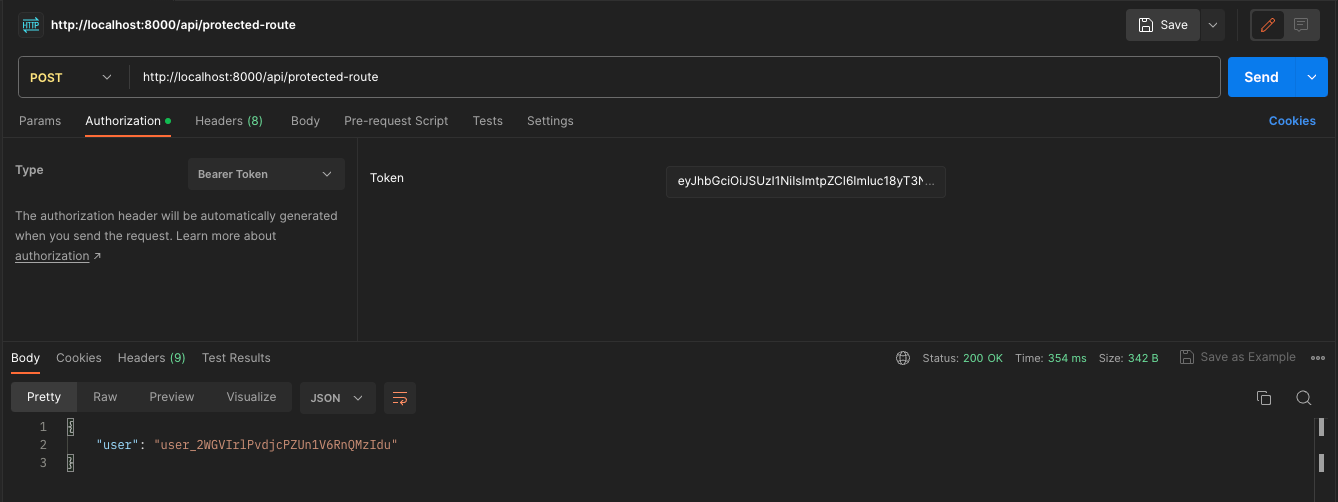 HTTP http://localhost:8000/api/protected-route Save
POST http://localhost:8000/api/protected-route Send
Params Authorization Headers (8) Body Pre-request Script Tests Settings Cookies
Type Bearer Token Token eyJhbGciOiJSUzI1NiIsImtpZCI6Imluc18yT3N...
The authorization header will be automatically generated
when you send the request. Learn more about
authorization ↗
Body Cookies Headers (9) Test Results Status: 200 OK Time: 354 ms Size: 342 B Save as Example
Pretty Raw Preview Visualize JSON
1 {
2 "user": "user_2WGVIrlPvdjcPZUn1V6RnQMzIdu"
3 }